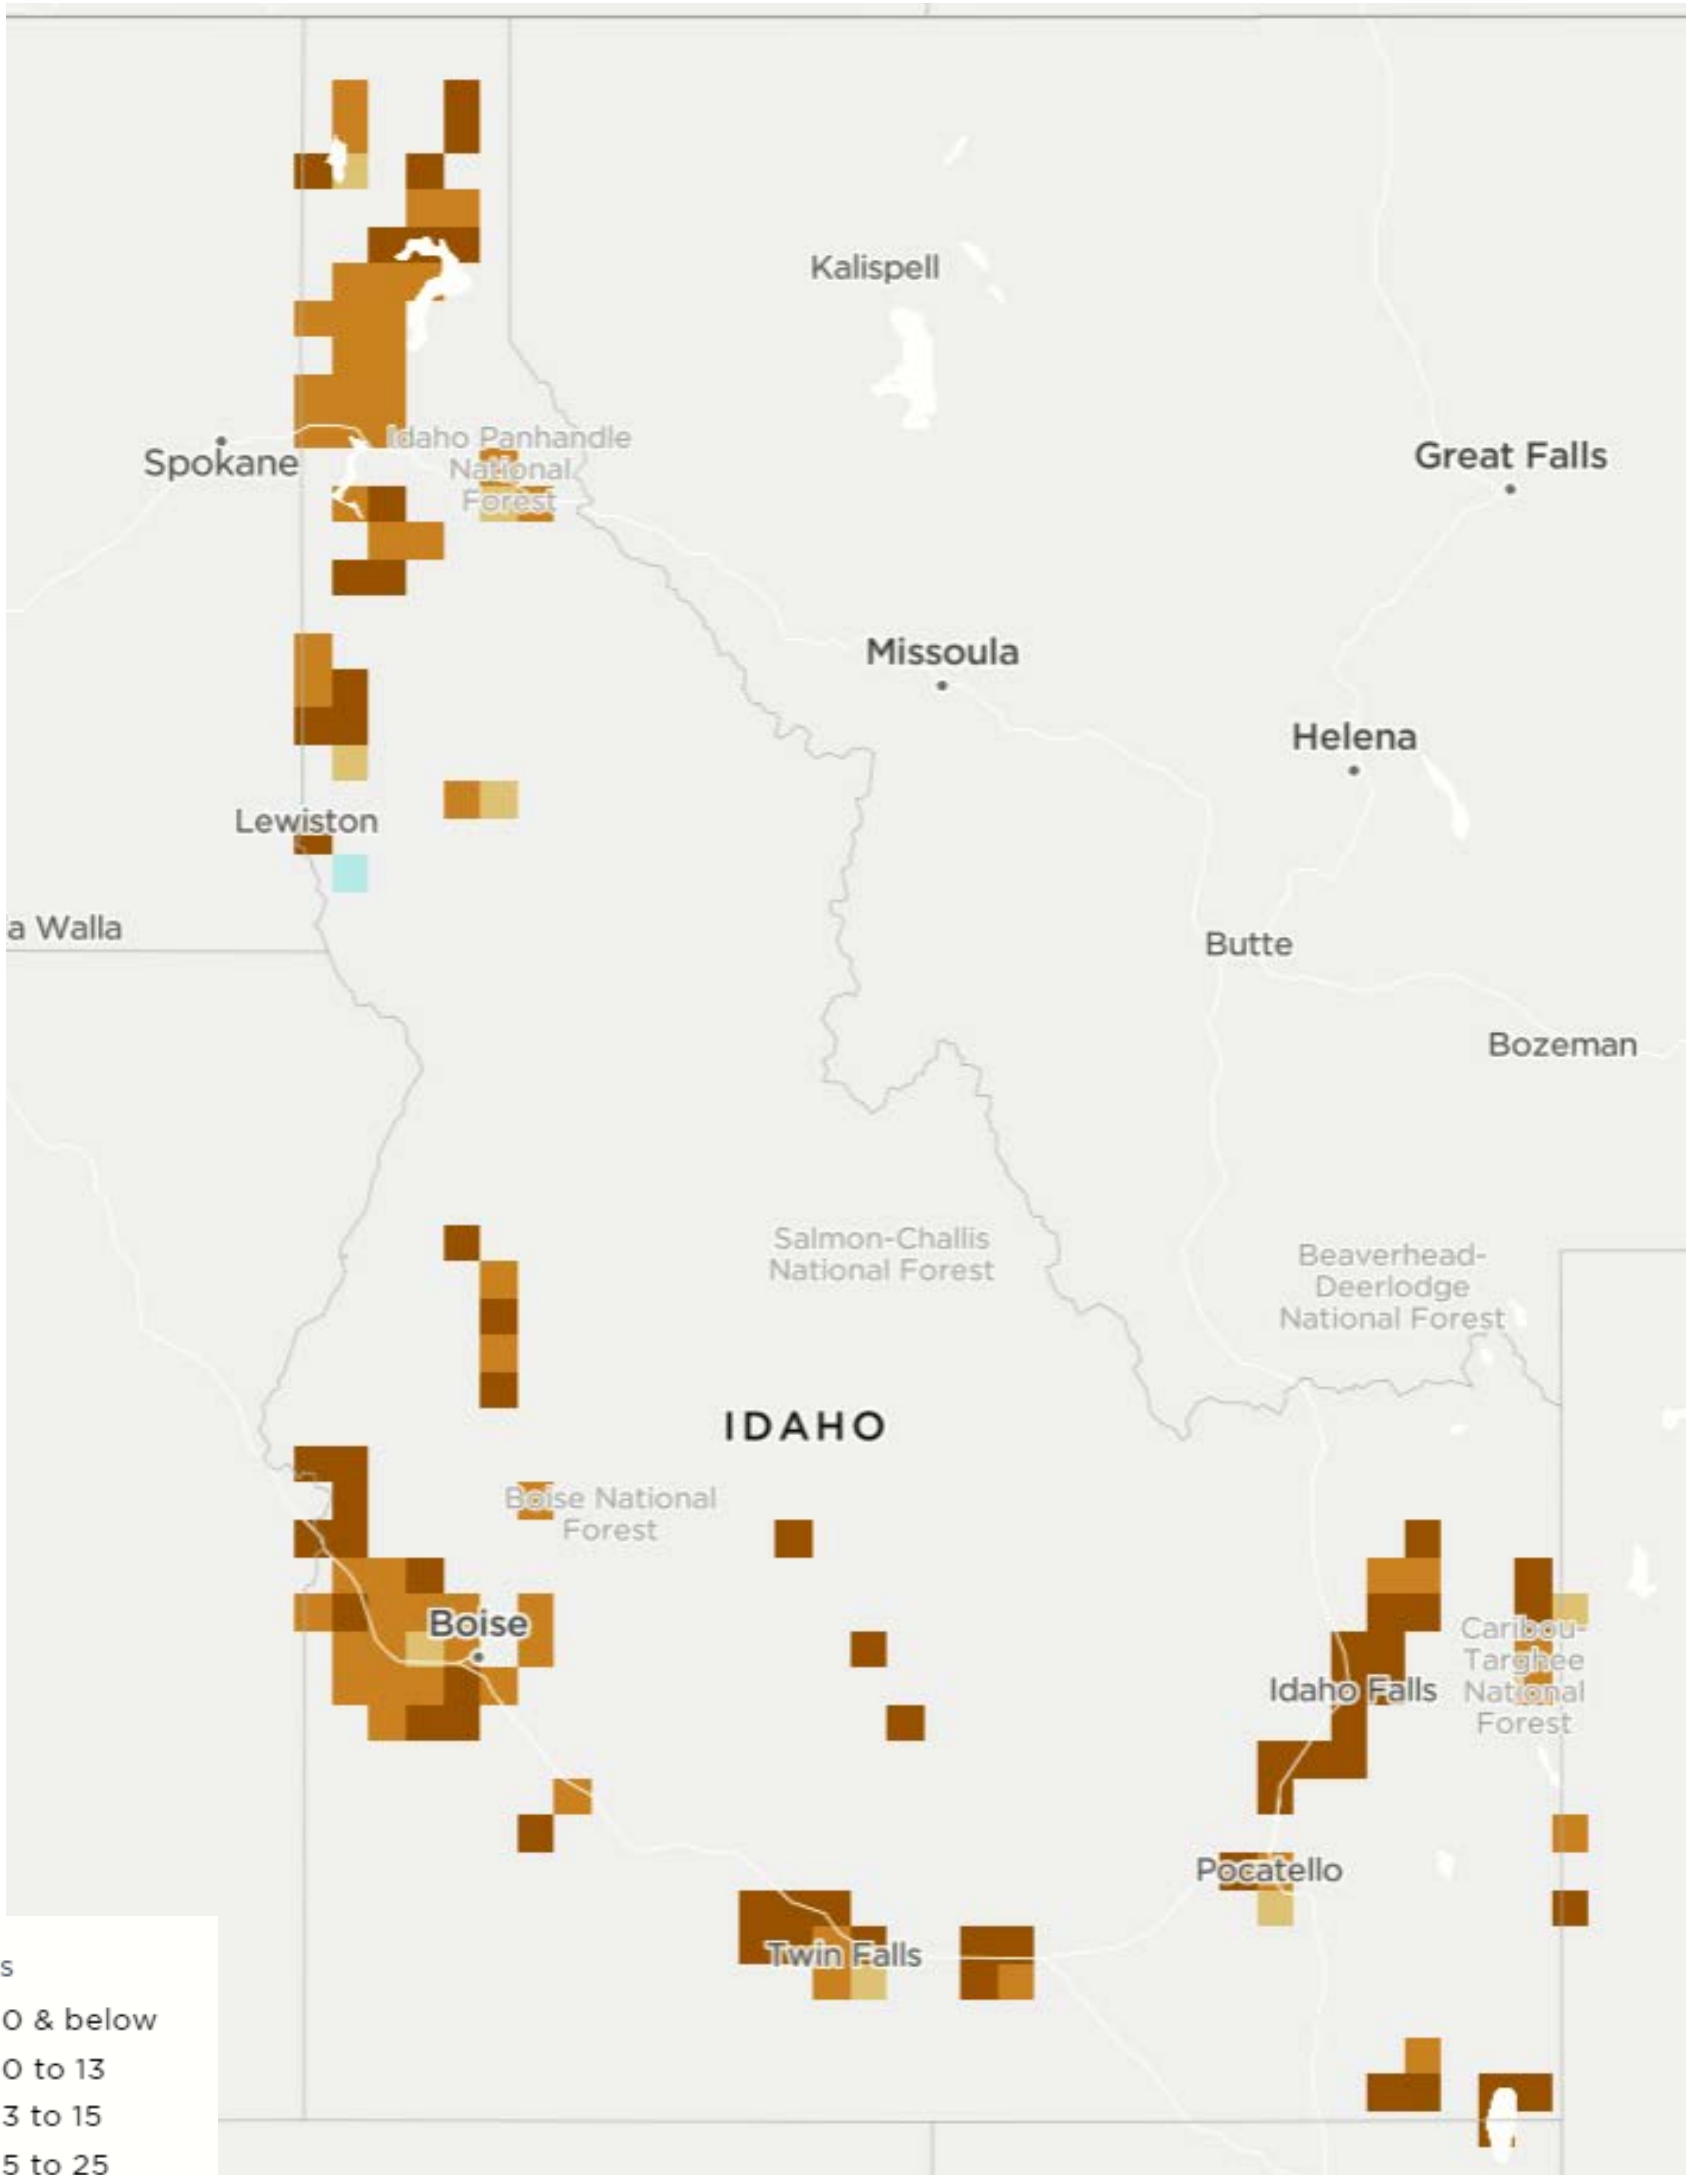 Kalispell
Great Falls
Idaho Panhandle
National
Forest
Spokane
Missoula
Helena
Lewiston
a Walla
Butte
Bozeman
Salmon-Challis
National Forest
Beaverhead-
Deerlodge
National Forest
IDAHO
Boise National
Forest
Boise
Caribou-
Targhee
National
Forest
Idaho Falls
Pocatello
Twin Falls
s
0 & below
0 to 13
3 to 15
5 to 25